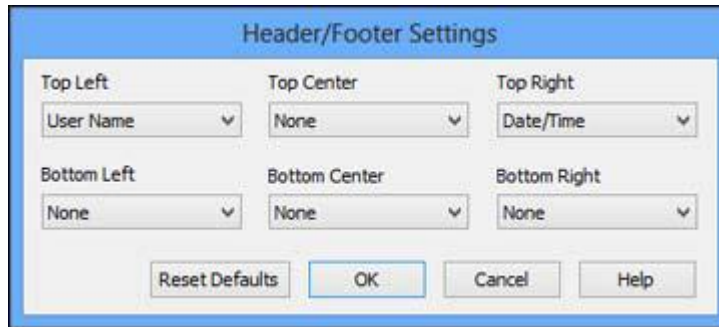 Header/Footer Settings
Top Left Top Center Top Right
User Name None Date/Time
Bottom Left Bottom Center Bottom Right
None None None
Reset Defaults OK Cancel Help